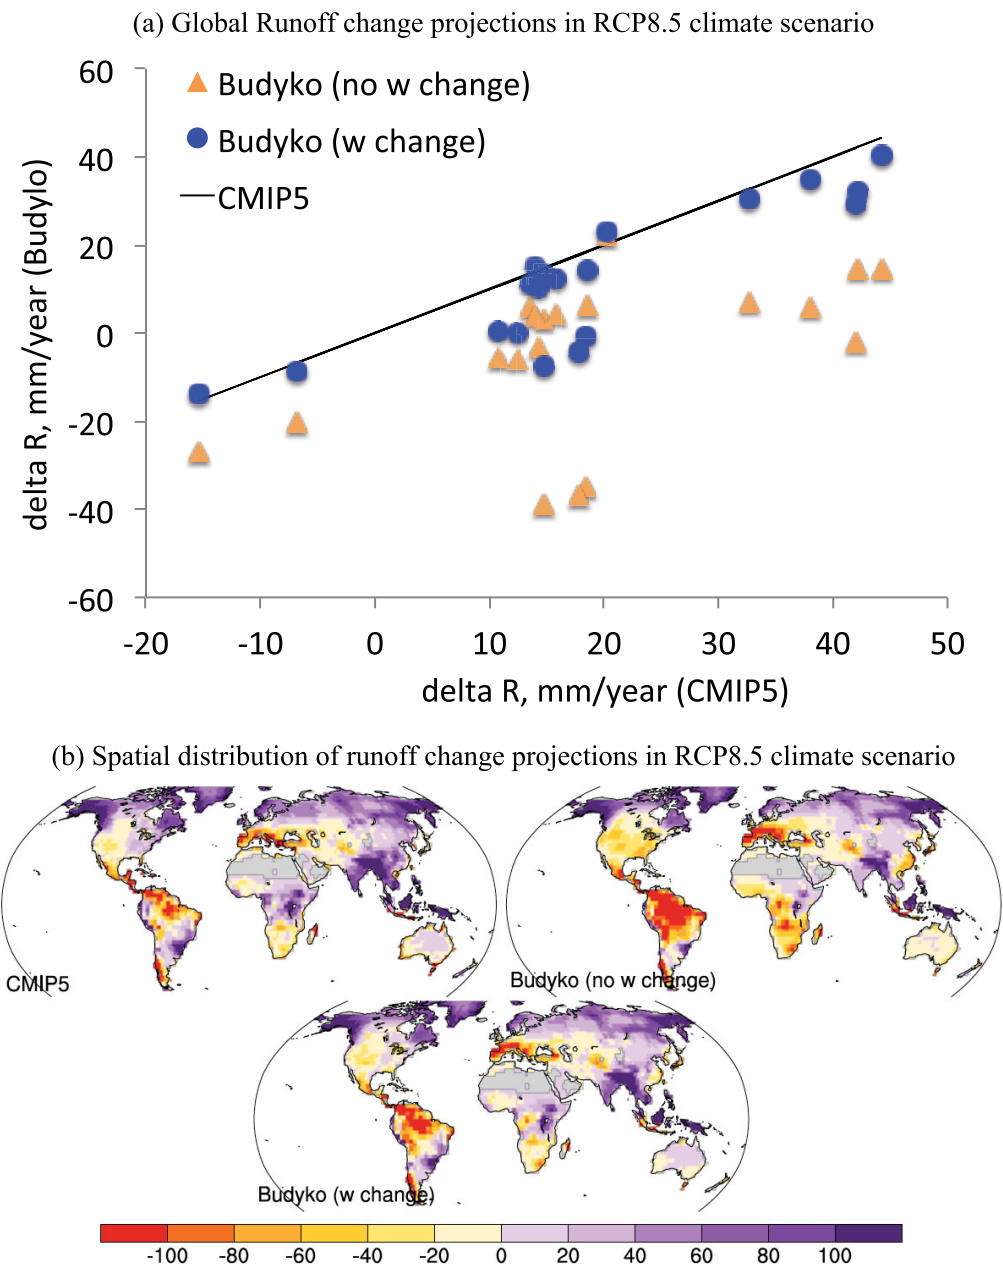 (a) Global Runoff change projections in RCP8.5 climate scenario
60
40
20
0
-20
-40
-60
delta R, mm/year (Budylo)
Budyko (no w change)
Budyko (w change)
CMIP5
-20 -10 0 10 20 30 40 50
delta R, mm/year (CMIP5)
(b) Spatial distribution of runoff change projections in RCP8.5 climate scenario
CMIP5
Budyko (no w change)
Budyko (w change)
-100 -80 -60 -40 -20 0 20 40 60 80 100